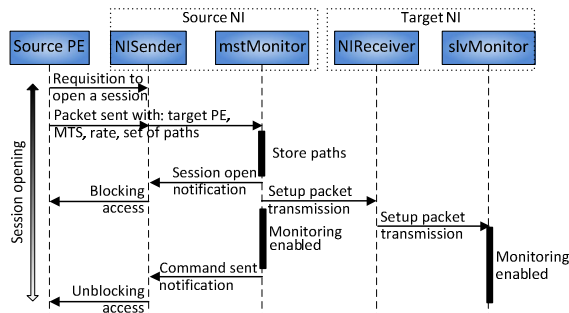 Source NI
Target NI
Source PE
NISender
mstMonitor
NIReceiver
slvMonitor
Requisition to
open a session
Packet sent with: target PE,
MTS, rate, set of paths
Store paths
Session open
notification
Blocking
access
Setup packet
transmission
Setup packet
transmission
Monitoring
enabled
Monitoring
enabled
Command sent
notification
Unblocking
access
Session opening